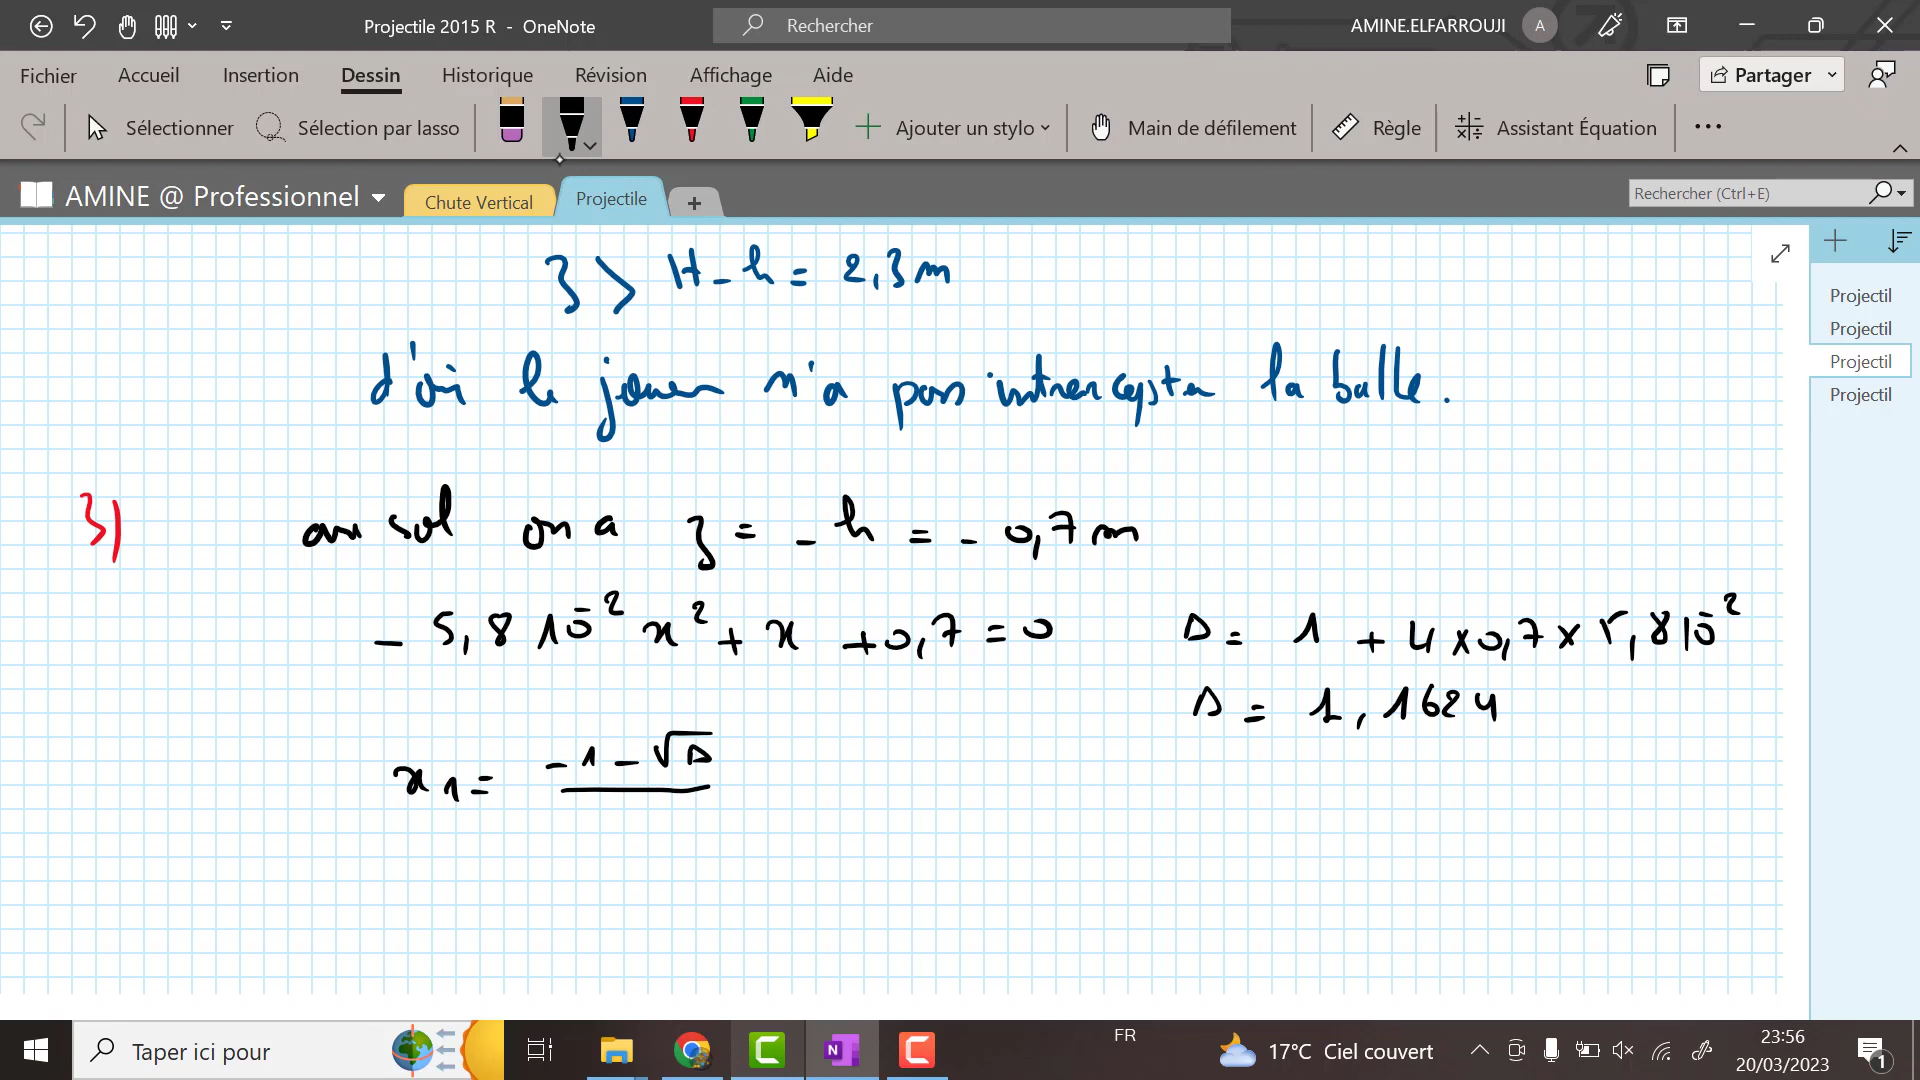 Projectile 2015 R - OneNote
Rechercher
AMINE.ELFARROUJI
A
Fichier
Accueil
Insertion
Dessin
Historique
Révision
Affichage
Aide
Partager
Sélectionner
Sélection par lasso
Ajouter un stylo
Main de défilement
Règle
Assistant Équation
AMINE @ Professionnel
Chute Vertical
Projectile
Rechercher (Ctrl+E)
z > H - h = 2,3 m
d'où le joueur n'a pas intercepter la balle.
3)
au sol on a z = - h = - 0,7 m
- 5,8 10⁻² x² + x + 0,7 = 0
Δ = 1 + 4 x 0,7 x 5,8 10⁻²
Δ = 1,1624
x₁ = (-1 - √Δ)
Projectil
Projectil
Projectil
Projectil
Taper ici pour
FR
17°C Ciel couvert
23:56
20/03/2023
1